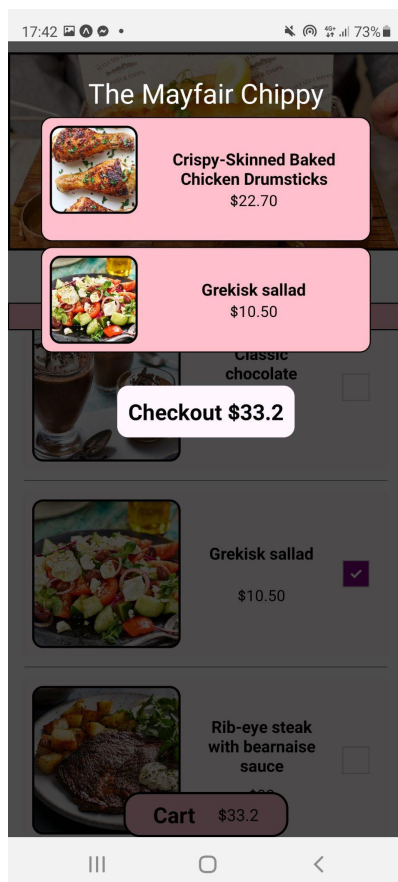 17:42
4G+
73%
The Mayfair Chippy
Crispy-Skinned Baked
Chicken Drumsticks
$22.70
Grekisk sallad
$10.50
Classic
chocolate
Checkout $33.2
Grekisk sallad
$10.50
Rib-eye steak
with bearnaise
sauce
Cart $33.2